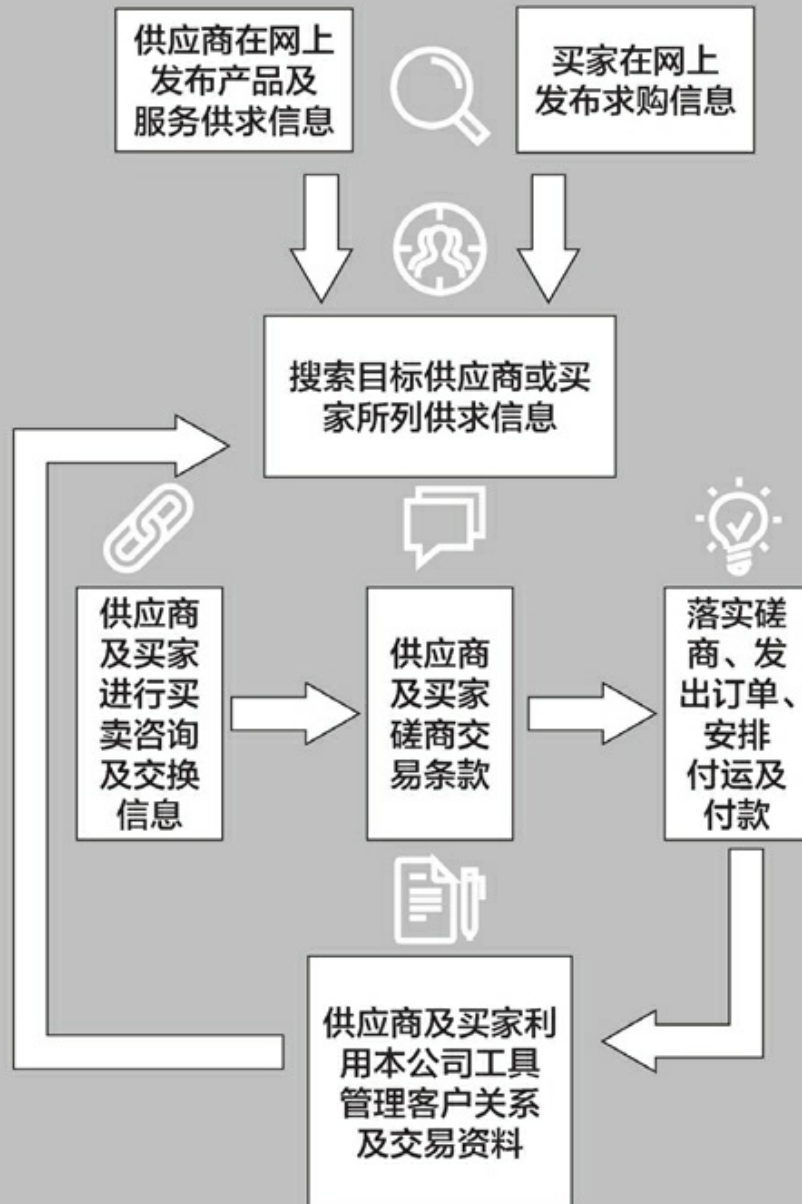 供应商在网上
发布产品及
服务供求信息
买家在网上
发布求购信息
搜索目标供应商或买
家所列供求信息
供应商
及买家
进行买
卖咨询
及交换
信息
供应商
及买家
磋商交
易条款
落实磋
商、发
出订单、
安排
付运及
付款
供应商及买家利
用本公司工具
管理客户关系
及交易资料